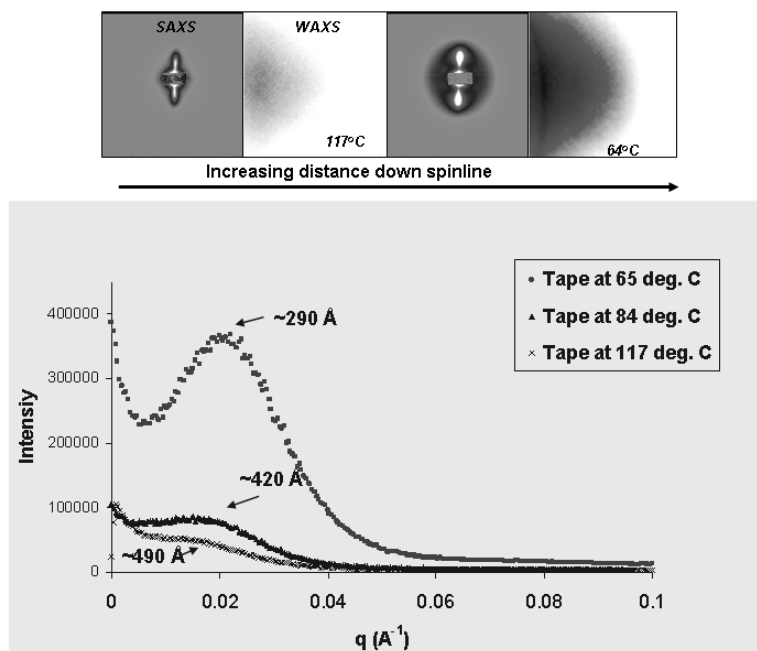 SAXS
WAXS
117°C
64°C
Increasing distance down spinline
Tape at 65 deg. C
Tape at 84 deg. C
Tape at 117 deg. C
~290 Å
~420 Å
~490 Å
400000
300000
200000
100000
0
Intensiy
0
0.02
0.04
0.06
0.08
0.1
q (A⁻¹)